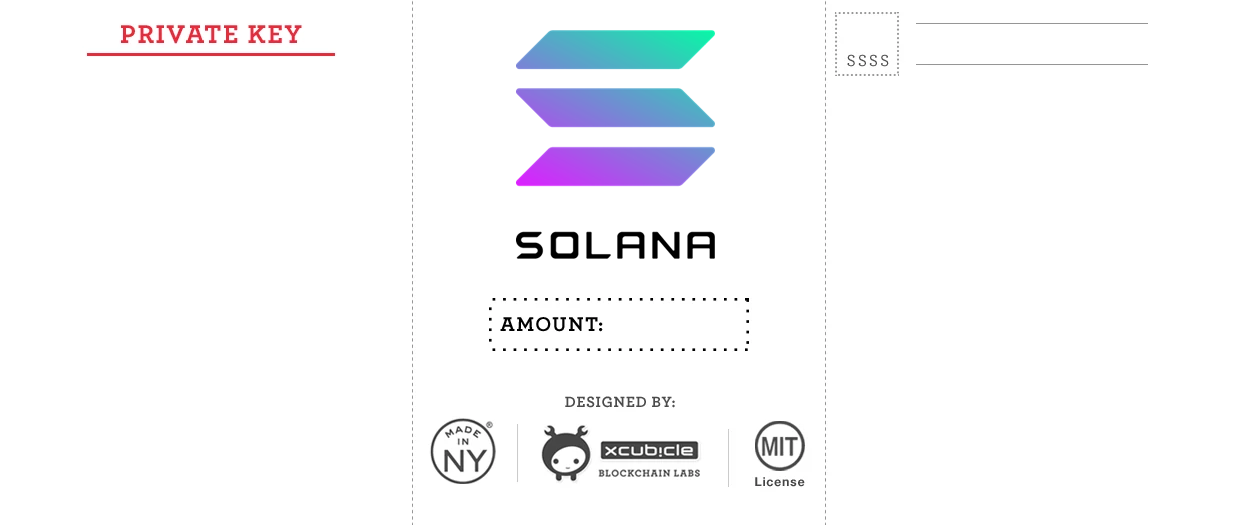 PRIVATE KEY
SOLANA
AMOUNT:
DESIGNED BY:
MADE
IN
NY
®
xcub!cle
BLOCKCHAIN LABS
MIT
License
SSSS